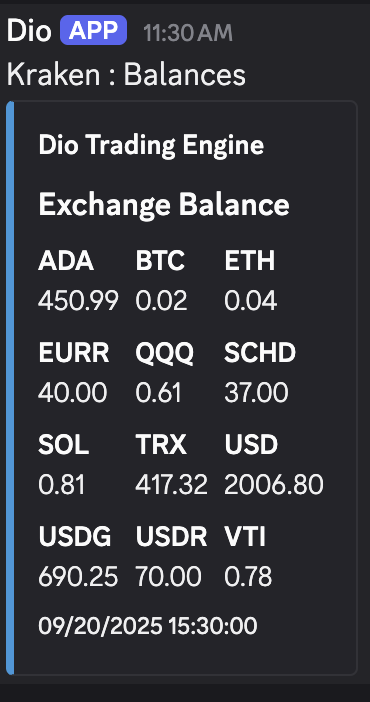 Dio APP 11:30 AM
Kraken : Balances
Dio Trading Engine
Exchange Balance
ADA BTC ETH
450.99 0.02 0.04
EURR QQQ SCHD
40.00 0.61 37.00
SOL TRX USD
0.81 417.32 2006.80
USDG USDR VTI
690.25 70.00 0.78
09/20/2025 15:30:00